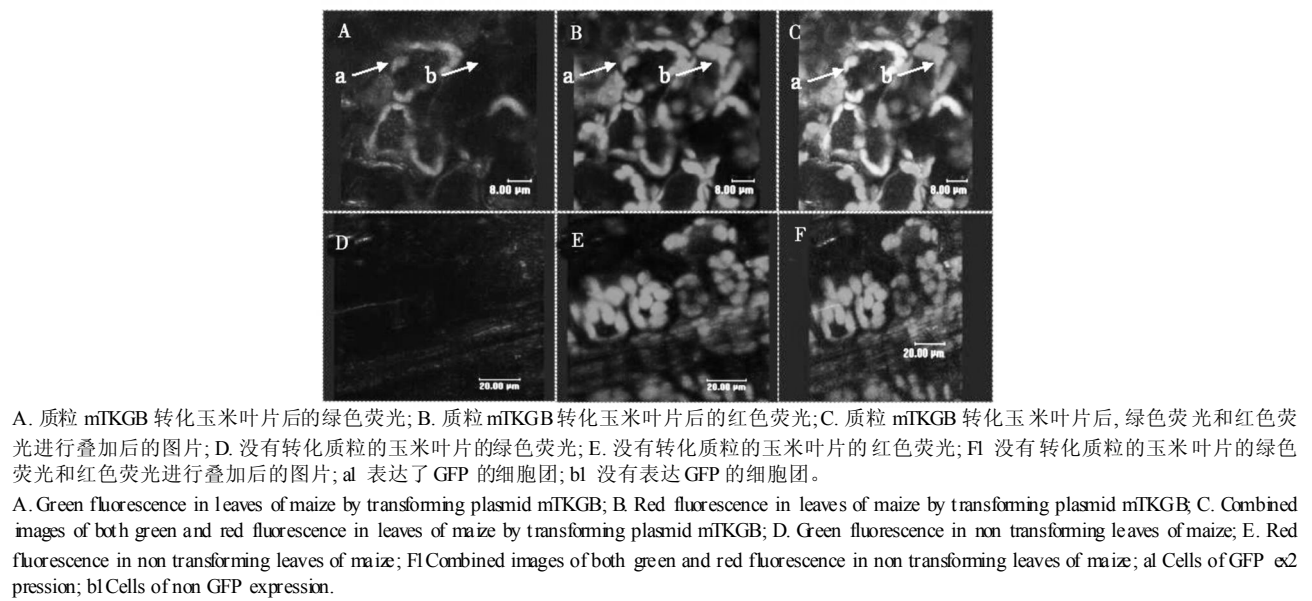 A B C
a b a b a b
8.00 μm 8.00 μm 8.00 μm
D E F
20.00 μm 20.00 μm 20.00 μm
A. 质粒 mTKGB 转化玉米叶片后的绿色荧光; B. 质粒 mTKGB 转化玉米叶片后的红色荧光; C. 质粒 mTKGB 转化玉米叶片后, 绿色荧光和红色荧
光进行叠加后的图片; D. 没有转化质粒的玉米叶片的绿色荧光; E. 没有转化质粒的玉米叶片的红色荧光; Fl 没有转化质粒的玉米叶片的绿色
荧光和红色荧光进行叠加后的图片; al 表达了 GFP 的细胞团; bl 没有表达 GFP 的细胞团。
A. Green fluorescence in leaves of maize by transforming plasmid mTKGB; B. Red fluorescence in leaves of maize by transforming plasmid mTKGB; C. Combined
images of both green and red fluorescence in leaves of maize by transforming plasmid mTKGB; D. Green fluorescence in non transforming leaves of maize; E. Red
fluorescence in non transforming leaves of maize; Fl Combined images of both green and red fluorescence in non transforming leaves of maize; al Cells of GFP ex2
pression; bl Cells of non GFP expression.